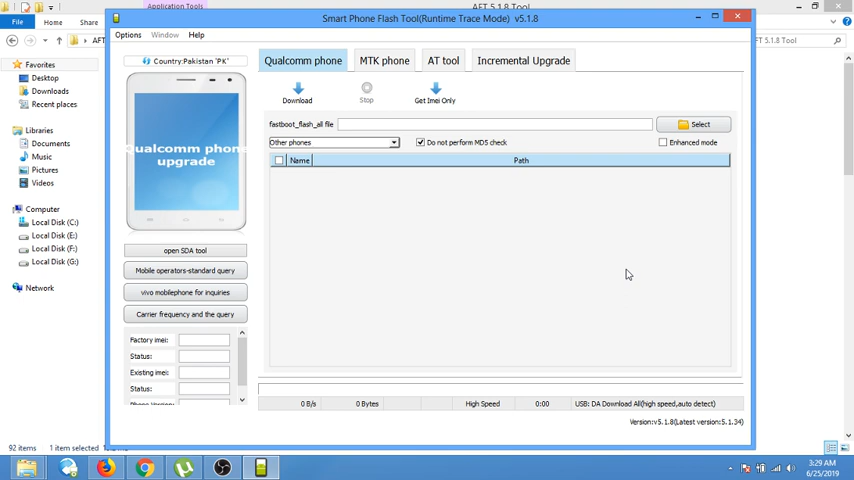 Application Tools
AFT 5.1.8 Tool
File
Home
Share
Smart Phone Flash Tool(Runtime Trace Mode) v5.1.8
Options
Window
Help
AFT
5.1.8 Tool
Country:Pakistan 'PK'
Qualcomm phone
MTK phone
AT tool
Incremental Upgrade
Favorites
Desktop
Downloads
Recent places
Libraries
Documents
Music
Pictures
Videos
Computer
Local Disk (C:)
Local Disk (E:)
Local Disk (F:)
Local Disk (G:)
Network
Qualcomm phone
upgrade
Download
Stop
Get Imei Only
fastboot_flash_all file
Select
Other phones
Do not perform MD5 check
Enhanced mode
Name
Path
open SDA tool
Mobile operators-standard query
vivo mobilephone for inquiries
Carrier frequency and the query
Factory imei:
Status:
Existing imei:
Status:
0 B/s
0 Bytes
High Speed
0:00
USB: DA Download All(high speed,auto detect)
Version:v5.1.8(Latest version:5.1.34)
92 items
1 item selected
3:29 AM
6/25/2019